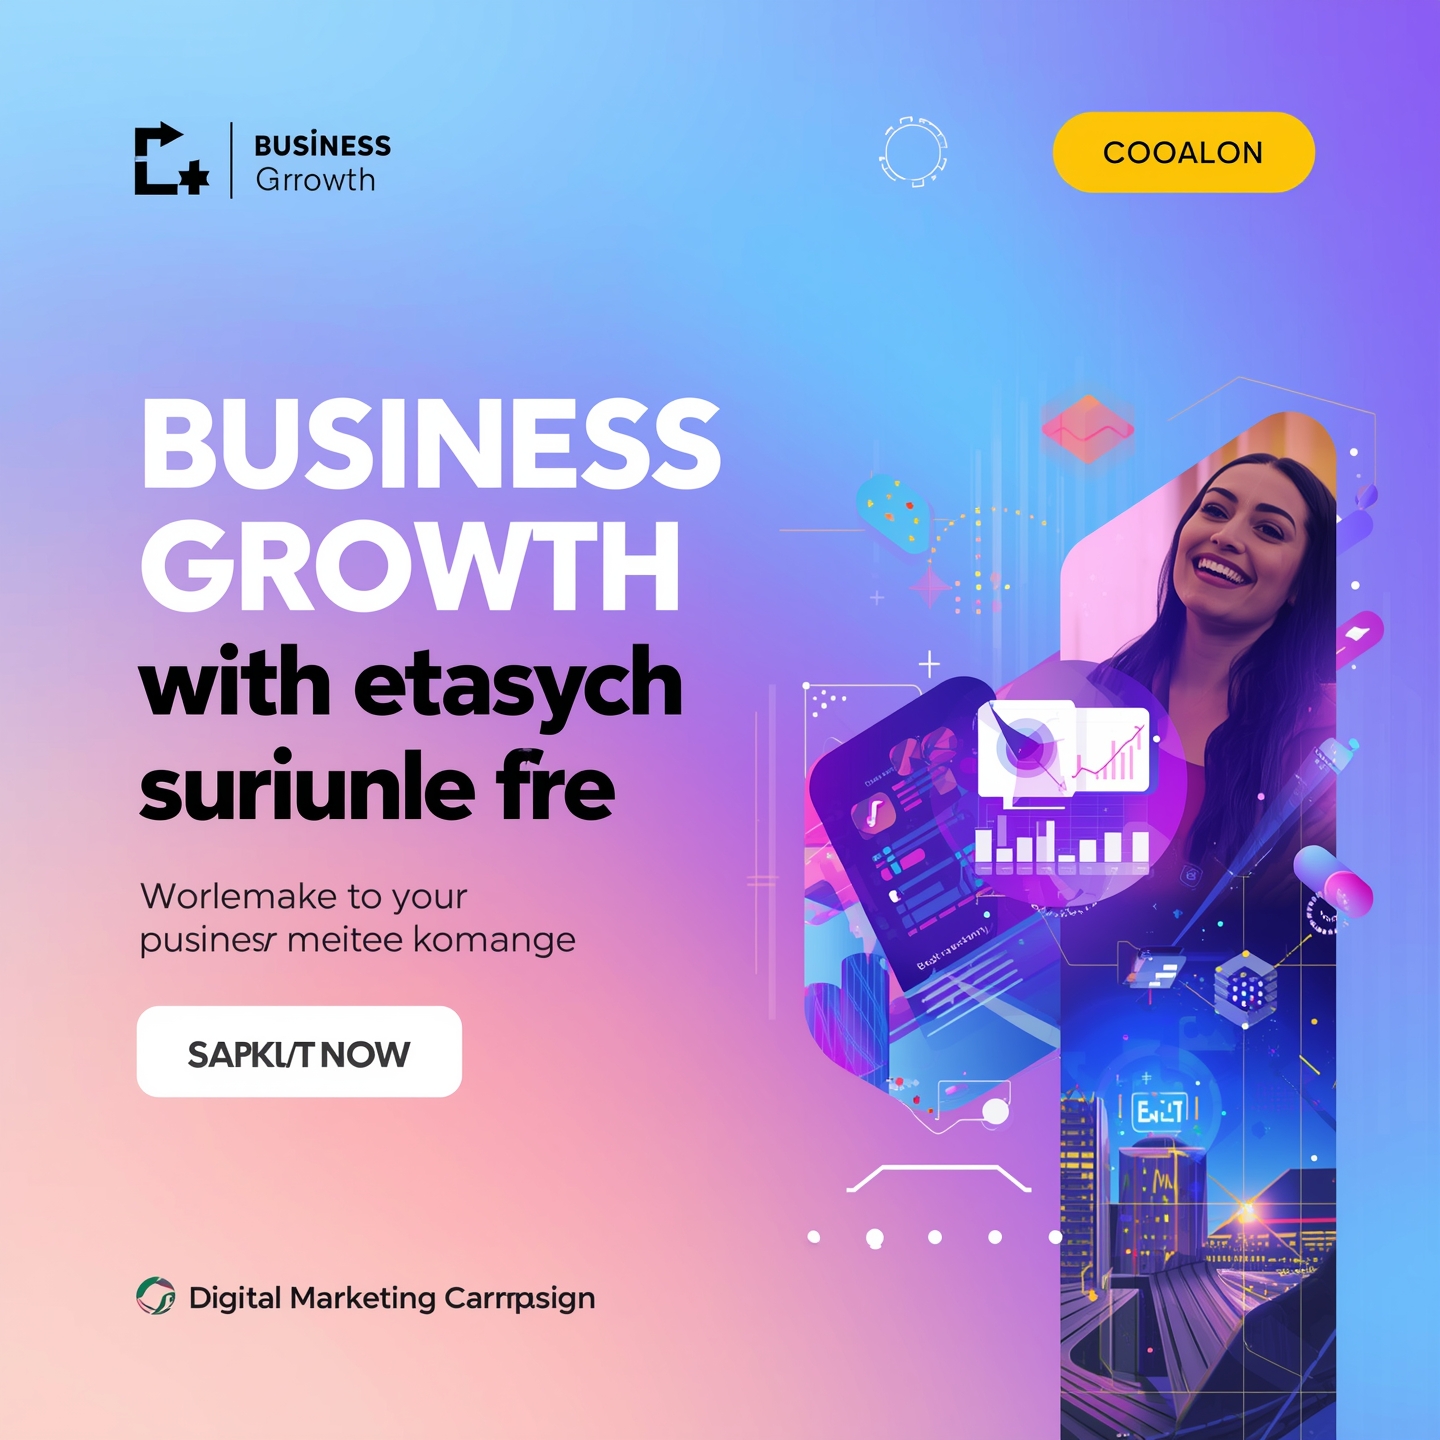 BUSINESS
Grrowth
COOALON
BUSINESS
GROWTH
with etasych
suriunle fre
Worlemake to your
pusinesr meitee komange
SAPKL/T NOW
Digital Marketing Carrrpsign